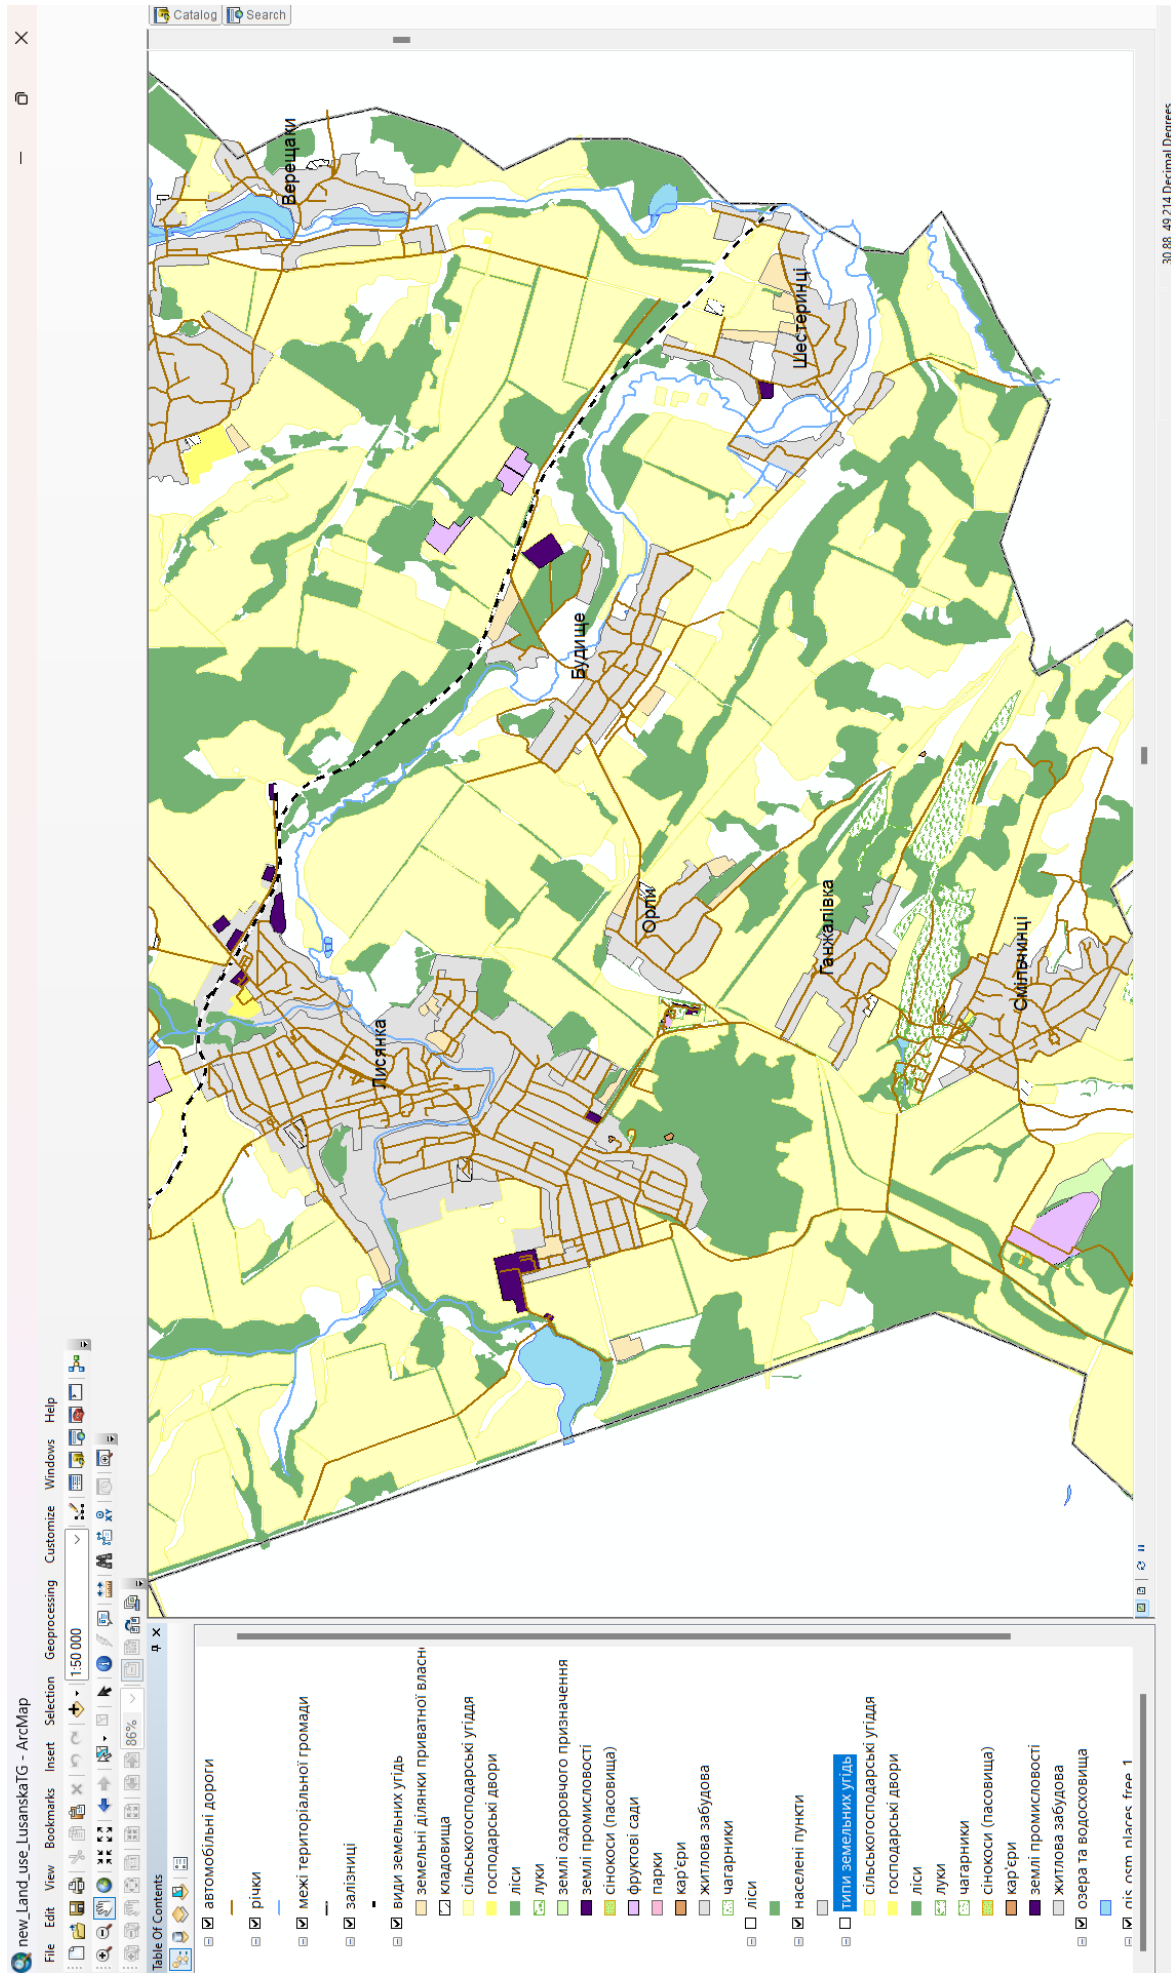 new_Land_use_LusanskaTG - ArcMap
File Edit View Bookmarks Insert Selection Geoprocessing Customize Windows Help
1:50 000
86%
Table Of Contents
автомобільні дороги
річки
межі територіальної громади
залізниці
види земельних угідь
земельні ділянки приватної власн
кладовища
сільськогосподарські угіддя
господарські двори
ліси
луки
землі оздоровчого призначення
землі промисловості
сінокоси (пасовища)
фруктові сади
парки
кар'єри
житлова забудова
чагарники
ліси
населені пункти
типи земельних угідь
сільськогосподарські угіддя
господарські двори
ліси
луки
чагарники
сінокоси (пасовища)
кар'єри
землі промисловості
житлова забудова
озера та водосховища
gis_osm_places_free_1
Верещаки
Шестеринці
Будище
Лисянка
Орли
Ганжалівка
Смільчинці
Catalog
Search
30,88 49,214 Decimal Degrees